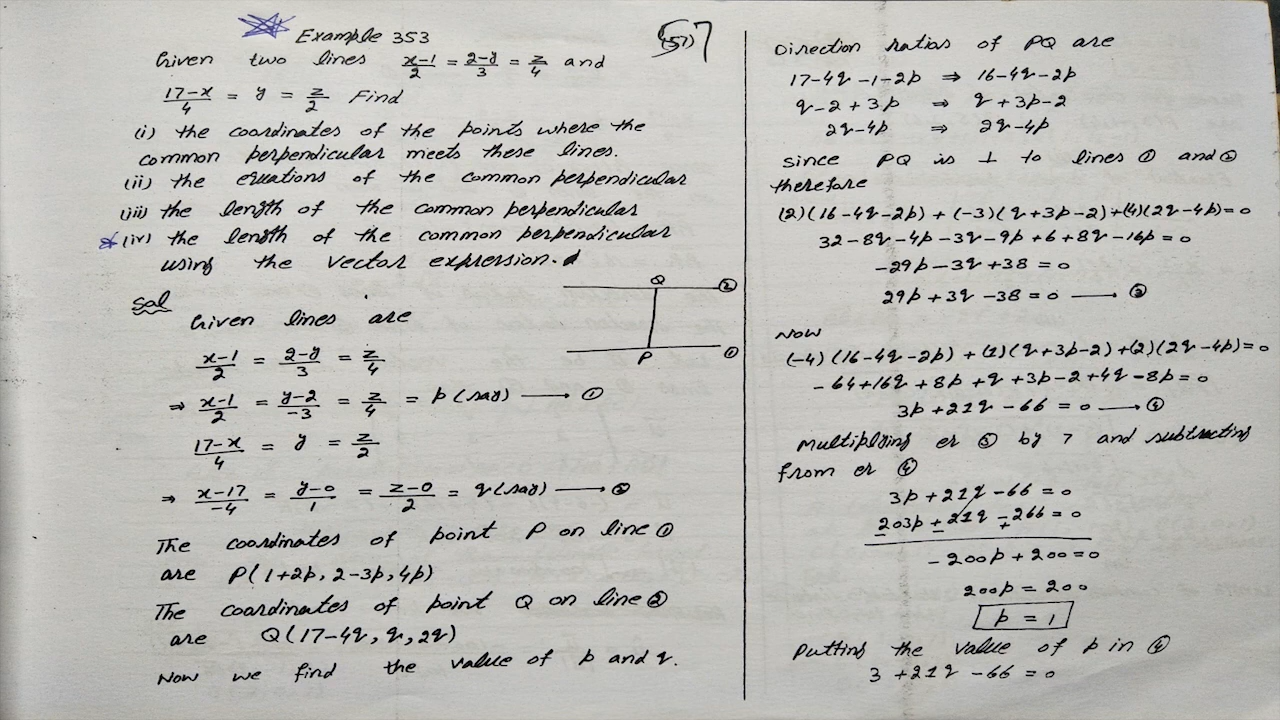 Example 353
Given two lines x-1/2 = 2-y/3 = z/4 and
17-x/4 = y = z/2 Find
(i) the coordinates of the points where the
common perpendicular meets these lines.
(ii) the equations of the common perpendicular
(iii) the length of the common perpendicular
(iv) the length of the common perpendicular
using the vector expression.
Sol
Given lines are
x-1/2 = 2-y/3 = z/4
⇒ x-1/2 = y-2/-3 = z/4 = p (say) ①
17-x/4 = y = z/2
⇒ x-17/-4 = y-0/1 = z-0/2 = q (say) ②
The coordinates of point P on line ①
are P(1+2p, 2-3p, 4p)
The coordinates of point Q on line ②
are Q(17-4q, q, 2q)
Now we find the value of p and q.
Q ②
P ①
Direction ratios of PQ are
17-4q-1-2p ⇒ 16-4q-2p
q-2+3p ⇒ q+3p-2
2q-4p ⇒ 2q-4p
since PQ is ⊥ to lines ① and ②
therefore
(2)(16-4q-2p) + (-3)(q+3p-2) + (4)(2q-4p) = 0
32-8q-4p-3q-9p+6+8q-16p = 0
-29p-3q+38 = 0
29p+3q-38 = 0 ③
Now
(-4)(16-4q-2p) + (1)(q+3p-2) + (2)(2q-4p) = 0
-64+16q+8p+q+3p-2+4q-8p = 0
3p+21q-66 = 0 ④
Multiplying eq ③ by 7 and subtracting
from eq ④
3p+21q-66 = 0
203p+21q-266 = 0
- - +
-200p+200 = 0
200p = 200
p = 1
Putting the value of p in ④
3+21q-66 = 0